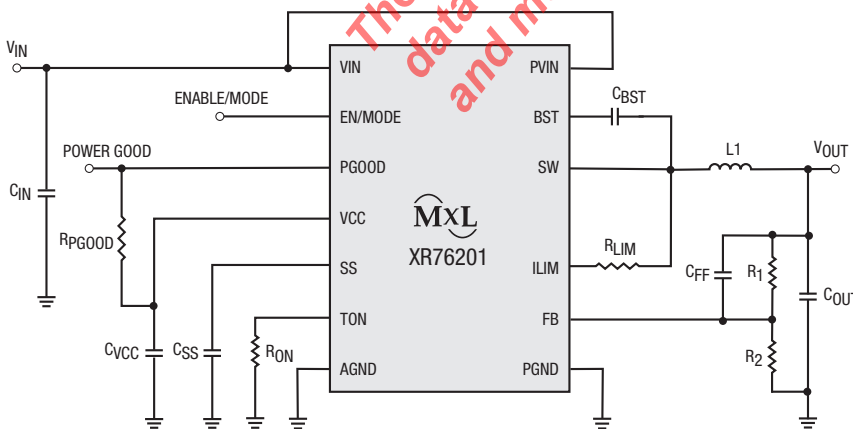 The
data
and m
VIN
ENABLE/MODE
POWER GOOD
CIN
RPGOOD
CVCC
CSS
RON
VIN
EN/MODE
PGOOD
VCC
SS
TON
AGND
MxL
XR76201
PVIN
BST
SW
ILIM
FB
PGND
CBST
L1
VOUT
RLIM
CFF
R1
R2
COUT